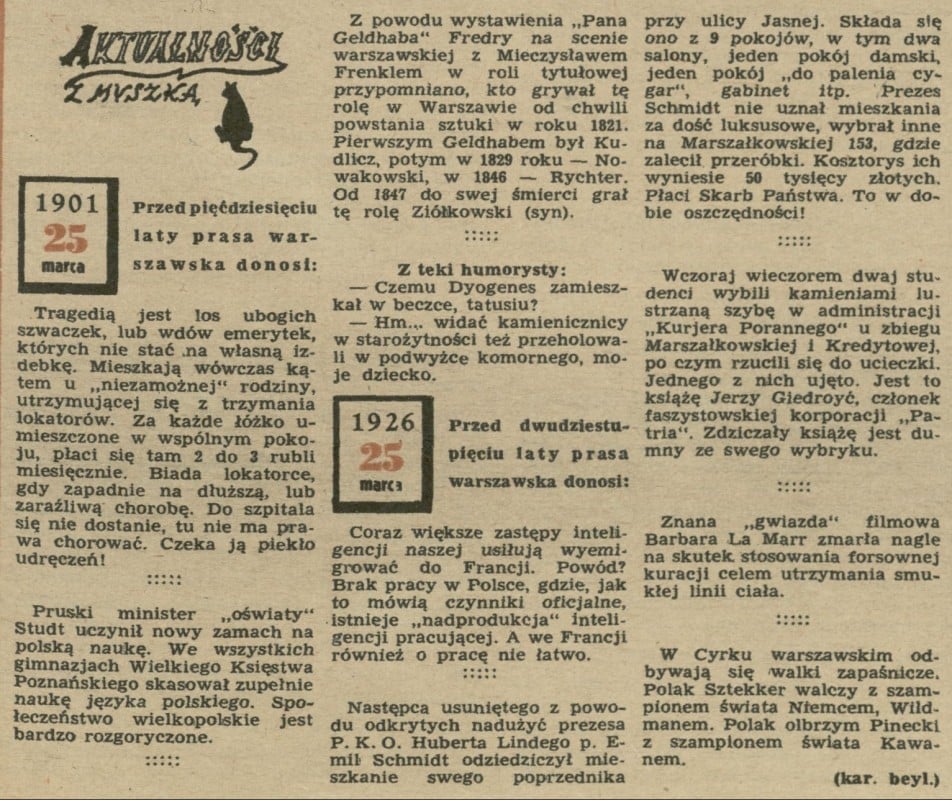 AKTUALNOŚCI
Z MYSZKĄ
1901
25
marca
Przed pięćdziesięciu
laty prasa war-
szawska donosi:
Tragedią jest los ubogich
szwaczek, lub wdów emerytek,
których nie stać na własną iz-
debkę. Mieszkają wówczas ką-
tem u „niezamożnej" rodziny,
utrzymującej się z trzymania
lokatorów. Za każde łóżko u-
mieszczone w wspólnym poko-
ju, płaci się tam 2 do 3 rubli
miesięcznie. Biada lokatorce,
gdy zapadnie na dłuższą, lub
zaraźliwą chorobę. Do szpitala
się nie dostanie, tu nie ma pra-
wa chorować. Czeka ją piekło
udręczeń!
:::::
Pruski minister „oświaty"
Studt uczynił nowy zamach na
polską naukę. We wszystkich
gimnazjach Wielkiego Księstwa
Poznańskiego skasował zupełnie
naukę języka polskiego. Spo-
łeczeństwo wielkopolskie jest
bardzo rozgoryczone.
:::::
Z powodu wystawienia „Pana
Geldhaba" Fredry na scenie
warszawskiej z Mieczysławem
Frenklem w roli tytułowej
przypomniano, kto grywał tę
rolę w Warszawie od chwili
powstania sztuki w roku 1821.
Pierwszym Geldhabem był Ku-
dlicz, potym w 1829 roku — No-
wakowski, w 1846 — Rychter.
Od 1847 do swej śmierci grał
tę rolę Ziółkowski (syn).
:::::
Z teki humorysty:
— Czemu Dyogenes zamiesz-
kał w beczce, tatusiu?
— Hm... widać kamienicznicy
w starożytności też przeholowa-
li w podwyżce komornego, mo-
je dziecko.
1926
25
marca
Przed dwudziestu-
pięciu laty prasa
warszawska donosi:
Coraz większe zastępy inteli-
gencji naszej usiłują wyemi-
grować do Francji. Powód?
Brak pracy w Polsce, gdzie, jak
to mówią czynniki oficjalne,
istnieje „nadprodukcja" inteli-
gencji pracującej. A we Francji
również o pracę nie łatwo.
:::::
Następca usuniętego z powo-
du odkrytych nadużyć prezesa
P. K. O. Huberta Lindego p. E-
mil Schmidt odziedziczył mie-
szkanie swego poprzednika
przy ulicy Jasnej. Składa się
ono z 9 pokojów, w tym dwa
salony, jeden pokój damski,
jeden pokój „do palenia cy-
gar", gabinet itp. Prezes
Schmidt nie uznał mieszkania
za dość luksusowe, wybrał inne
na Marszałkowskiej 153, gdzie
zalecił przeróbki. Kosztorys ich
wyniesie 50 tysięcy złotych.
Płaci Skarb Państwa. To w do-
bie oszczędności!
:::::
Wczoraj wieczorem dwaj stu-
denci wybili kamieniami lu-
strzaną szybę w administracji
„Kurjera Porannego" u zbiegu
Marszałkowskiej i Kredytowej,
po czym rzucili się do ucieczki.
Jednego z nich ujęto. Jest to
książę Jerzy Giedroyć, członek
faszystowskiej korporacji „Pa-
tria". Zdziczały książę jest du-
mny ze swego wybryku.
:::::
Znana „gwiazda" filmowa
Barbara La Marr zmarła nagle
na skutek stosowania forsownej
kuracji celem utrzymania smu-
kłej linii ciała.
:::::
W Cyrku warszawskim od-
bywają się walki zapaśnicze.
Polak Sztekker walczy z szam-
pionem świata Niemcem, Wild-
manem. Polak olbrzym Pinecki
z szampionem świata Kawa-
nem.
(kar. beyl.)